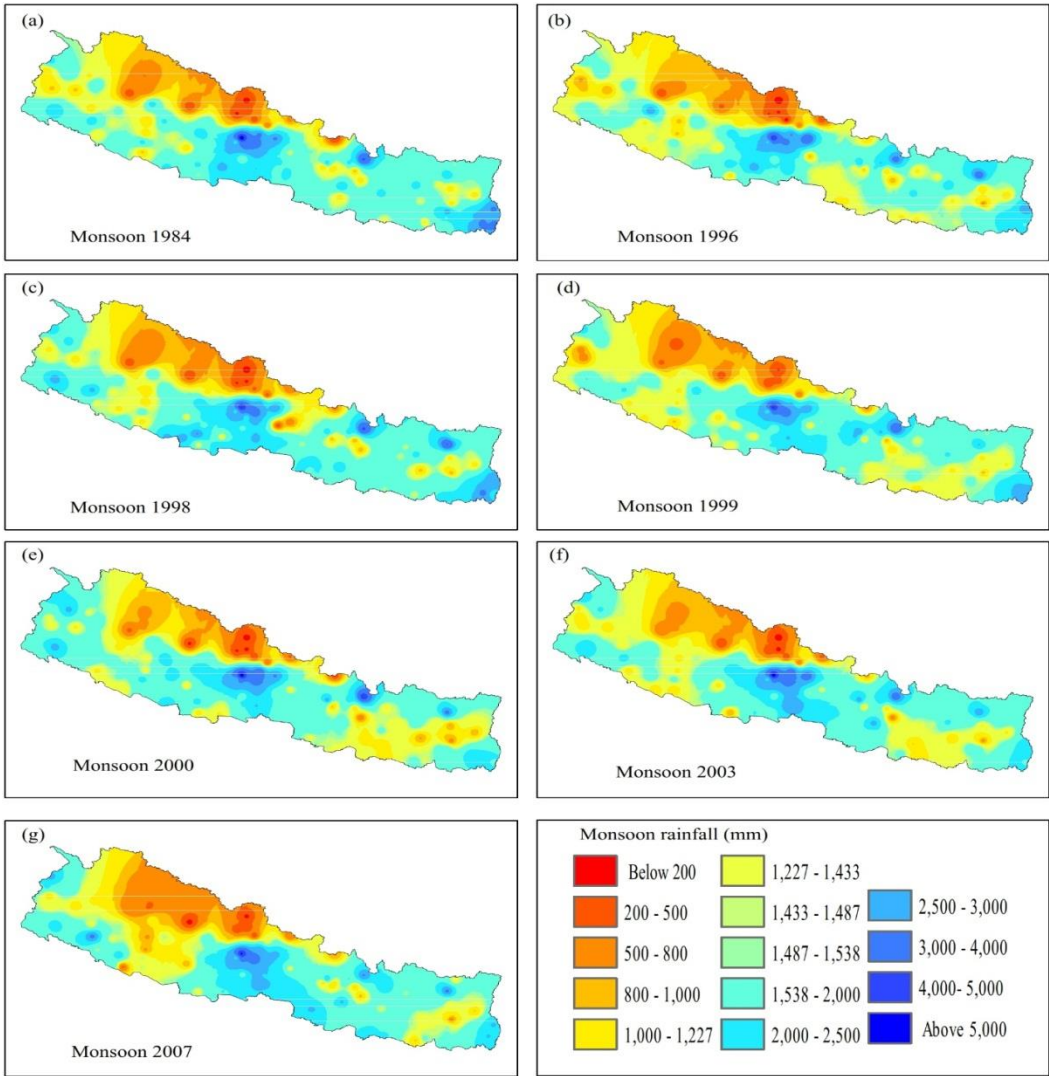 (a)
Monsoon 1984
(b)
Monsoon 1996
(c)
Monsoon 1998
(d)
Monsoon 1999
(e)
Monsoon 2000
(f)
Monsoon 2003
(g)
Monsoon 2007
Monsoon rainfall (mm)
Below 200
200 - 500
500 - 800
800 - 1,000
1,000 - 1,227
1,227 - 1,433
1,433 - 1,487
1,487 - 1,538
1,538 - 2,000
2,000 - 2,500
2,500 - 3,000
3,000 - 4,000
4,000- 5,000
Above 5,000